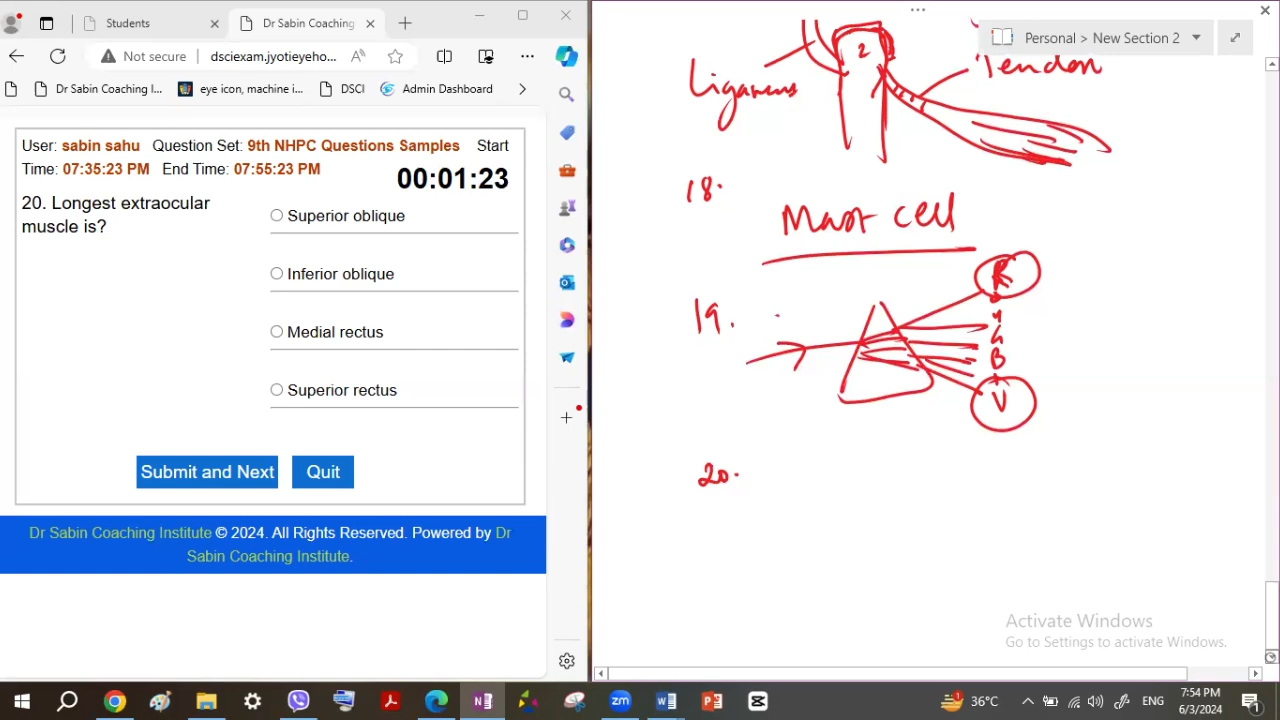 Students
Dr Sabin Coaching
Not secure
dsciexam.jyotieyeho...
Dr Sabin Coaching I...
eye icon, machine i...
DSCI
Admin Dashboard
User: sabin sahu Question Set: 9th NHPC Questions Samples Start
Time: 07:35:23 PM End Time: 07:55:23 PM
00:01:23
20. Longest extraocular
muscle is?
Superior oblique
Inferior oblique
Medial rectus
Superior rectus
Submit and Next
Quit
Dr Sabin Coaching Institute © 2024. All Rights Reserved. Powered by Dr
Sabin Coaching Institute.
Personal > New Section 2
2
Tendon
18.
Mast cell
19.
R
B
V
20.
Activate Windows
Go to Settings to activate Windows.
36°C
ENG
7:54 PM
6/3/2024